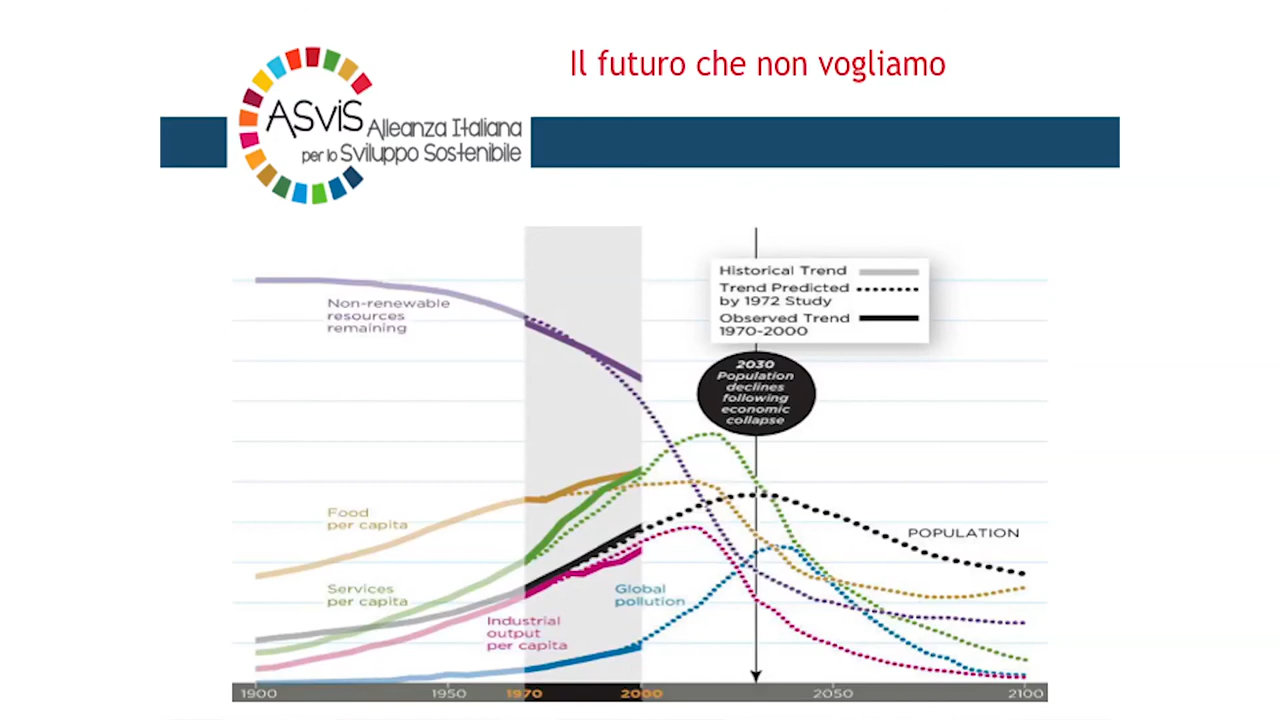 Il futuro che non vogliamo
ASviS Alleanza Italiana
per lo Sviluppo Sostenibile
Historical Trend
Trend Predicted
by 1972 Study
Observed Trend
1970-2000
Non-renewable
resources
remaining
2030
Population
declines
following
economic
collapse
Food
per capita
POPULATION
Services
per capita
Global
pollution
Industrial
output
per capita
1900 1950 1970 2000 2050 2100